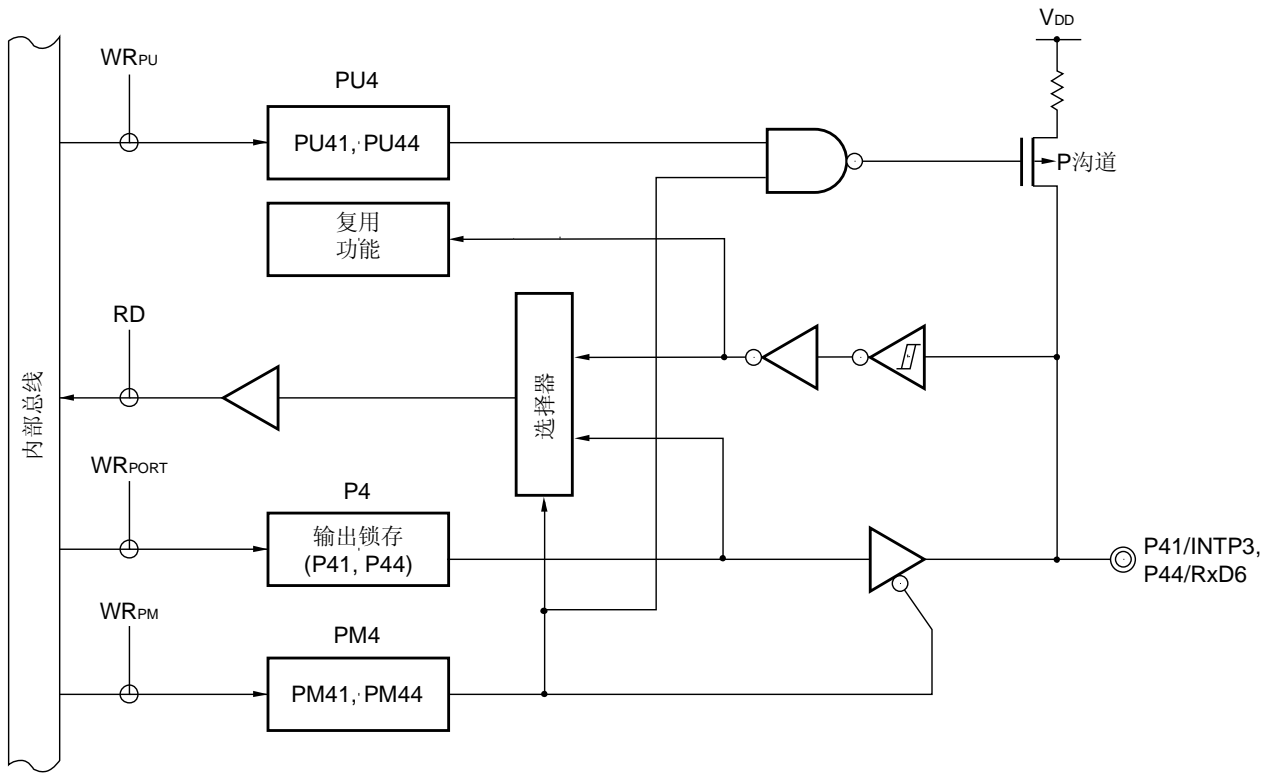 VDD
WRPU
PU4
PU41, PU44
P沟道
复用
功能
RD
选择器
内部总线
WRPORT
P4
输出锁存
(P41, P44)
P41/INTP3,
P44/RxD6
WRPM
PM4
PM41, PM44